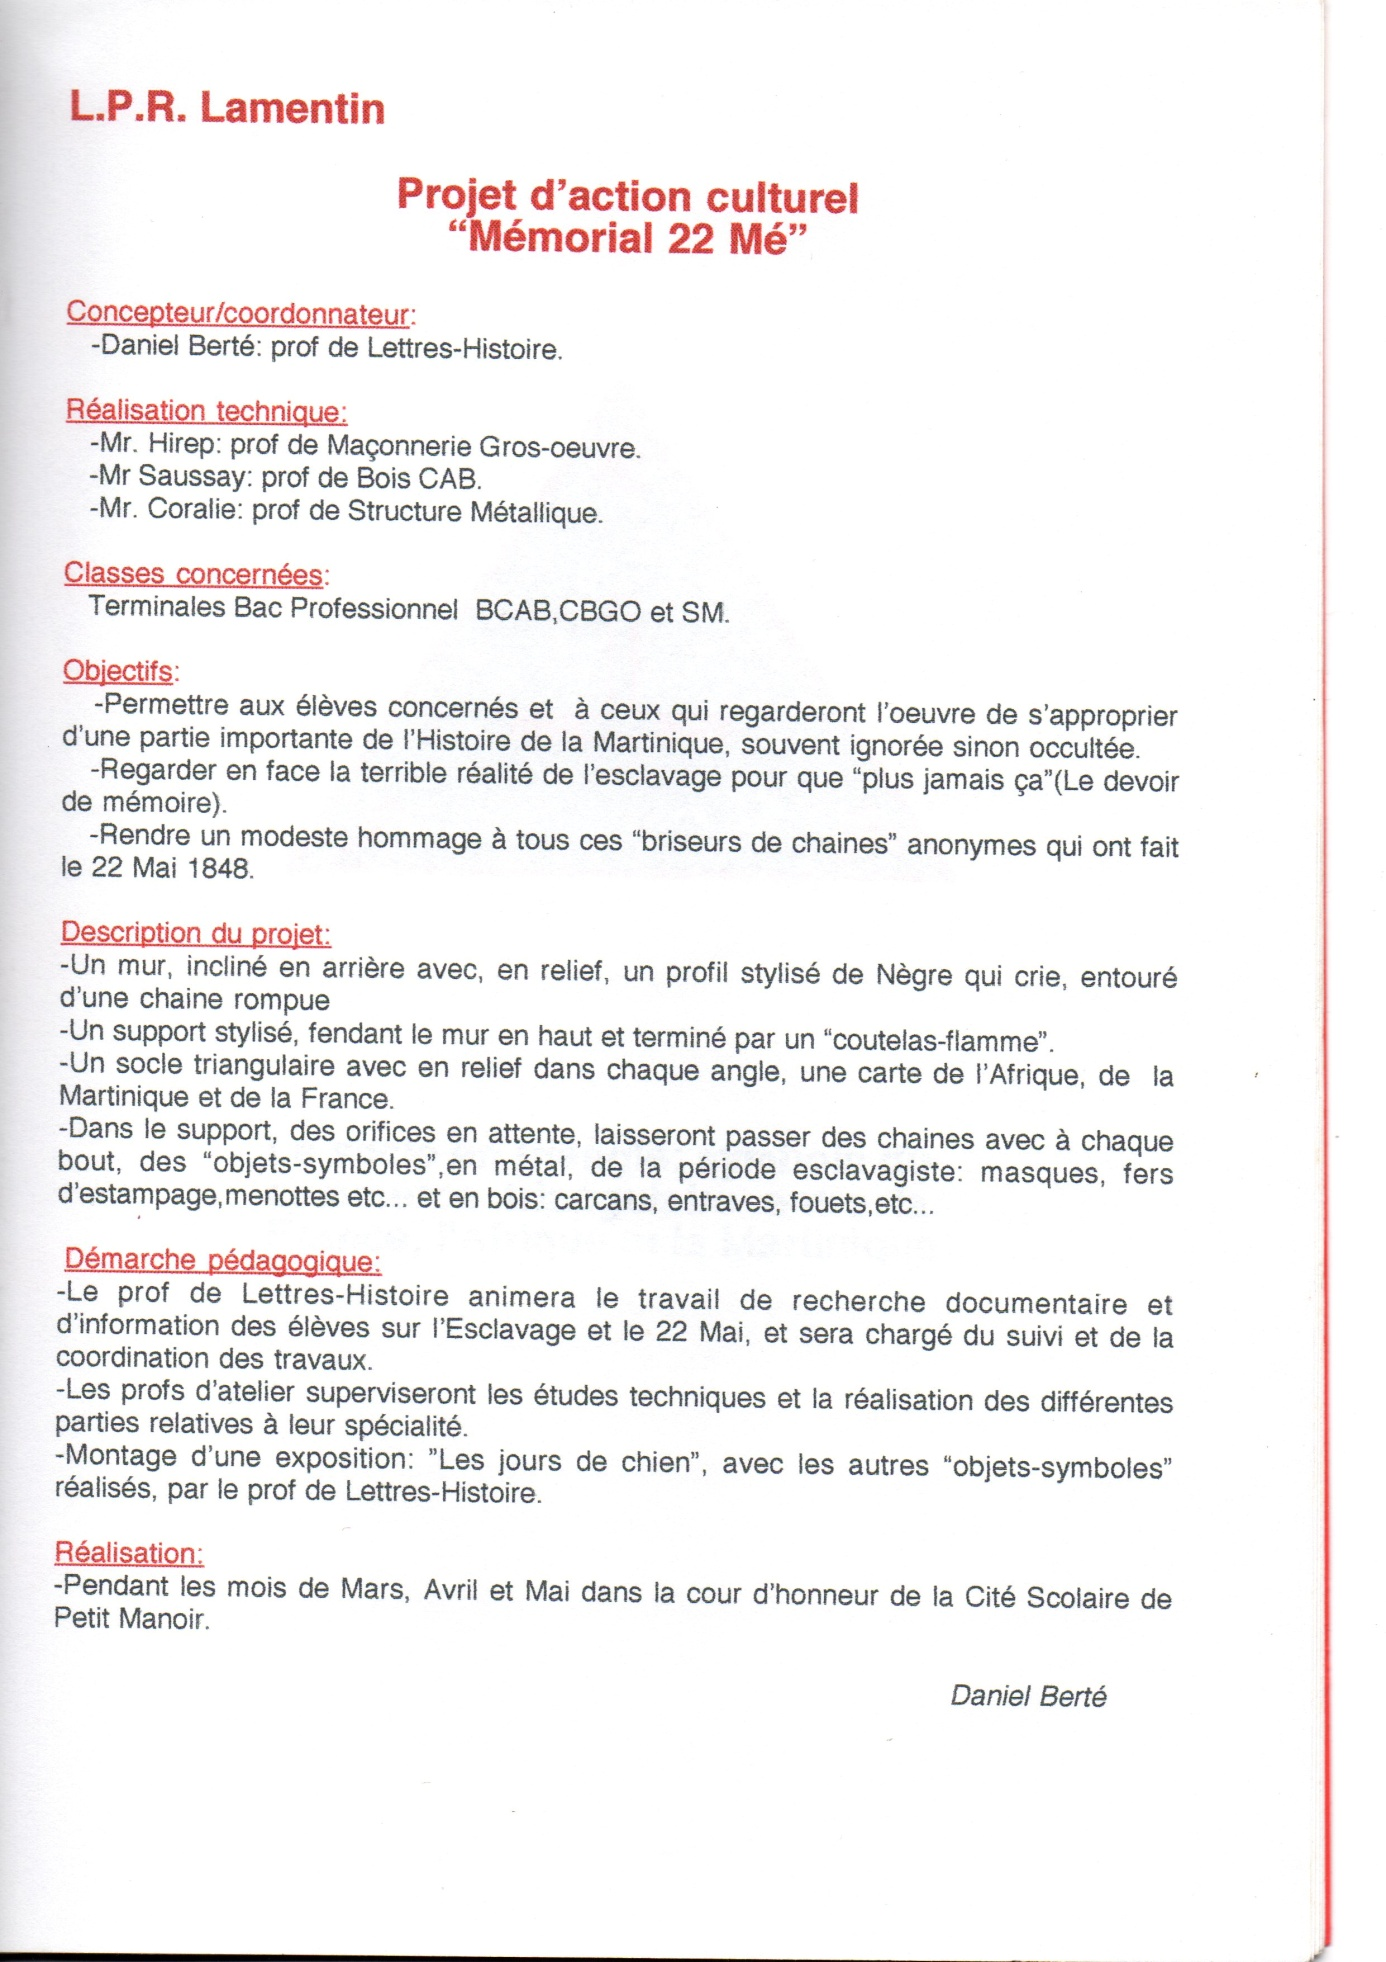 L.P.R. Lamentin
Projet d'action culturel
“Mémorial 22 Mé”
Concepteur/coordonnateur:
-Daniel Berté: prof de Lettres-Histoire.
Réalisation technique:
-Mr. Hirep: prof de Maçonnerie Gros-oeuvre.
-Mr Saussay: prof de Bois CAB.
-Mr. Coralie: prof de Structure Métallique.
Classes concernées:
Terminales Bac Professionnel BCAB,CBGO et SM.
Objectifs:
-Permettre aux élèves concernés et à ceux qui regarderont l'oeuvre de s'approprier
d'une partie importante de l'Histoire de la Martinique, souvent ignorée sinon occultée.
-Regarder en face la terrible réalité de l'esclavage pour que “plus jamais ça”(Le devoir
de mémoire).
-Rendre un modeste hommage à tous ces “briseurs de chaines” anonymes qui ont fait
le 22 Mai 1848.
Description du projet:
-Un mur, incliné en arrière avec, en relief, un profil stylisé de Nègre qui crie, entouré
d'une chaine rompue
-Un support stylisé, fendant le mur en haut et terminé par un “coutelas-flamme”.
-Un socle triangulaire avec en relief dans chaque angle, une carte de l'Afrique, de la
Martinique et de la France.
-Dans le support, des orifices en attente, laisseront passer des chaines avec à chaque
bout, des “objets-symboles”,en métal, de la période esclavagiste: masques, fers
d'estampage,menottes etc... et en bois: carcans, entraves, fouets,etc...
Démarche pédagogique:
-Le prof de Lettres-Histoire animera le travail de recherche documentaire et
d'information des élèves sur l'Esclavage et le 22 Mai, et sera chargé du suivi et de la
coordination des travaux.
-Les profs d'atelier superviseront les études techniques et la réalisation des différentes
parties relatives à leur spécialité.
-Montage d'une exposition: ”Les jours de chien”, avec les autres “objets-symboles”
réalisés, par le prof de Lettres-Histoire.
Réalisation:
-Pendant les mois de Mars, Avril et Mai dans la cour d'honneur de la Cité Scolaire de
Petit Manoir.
Daniel Berté